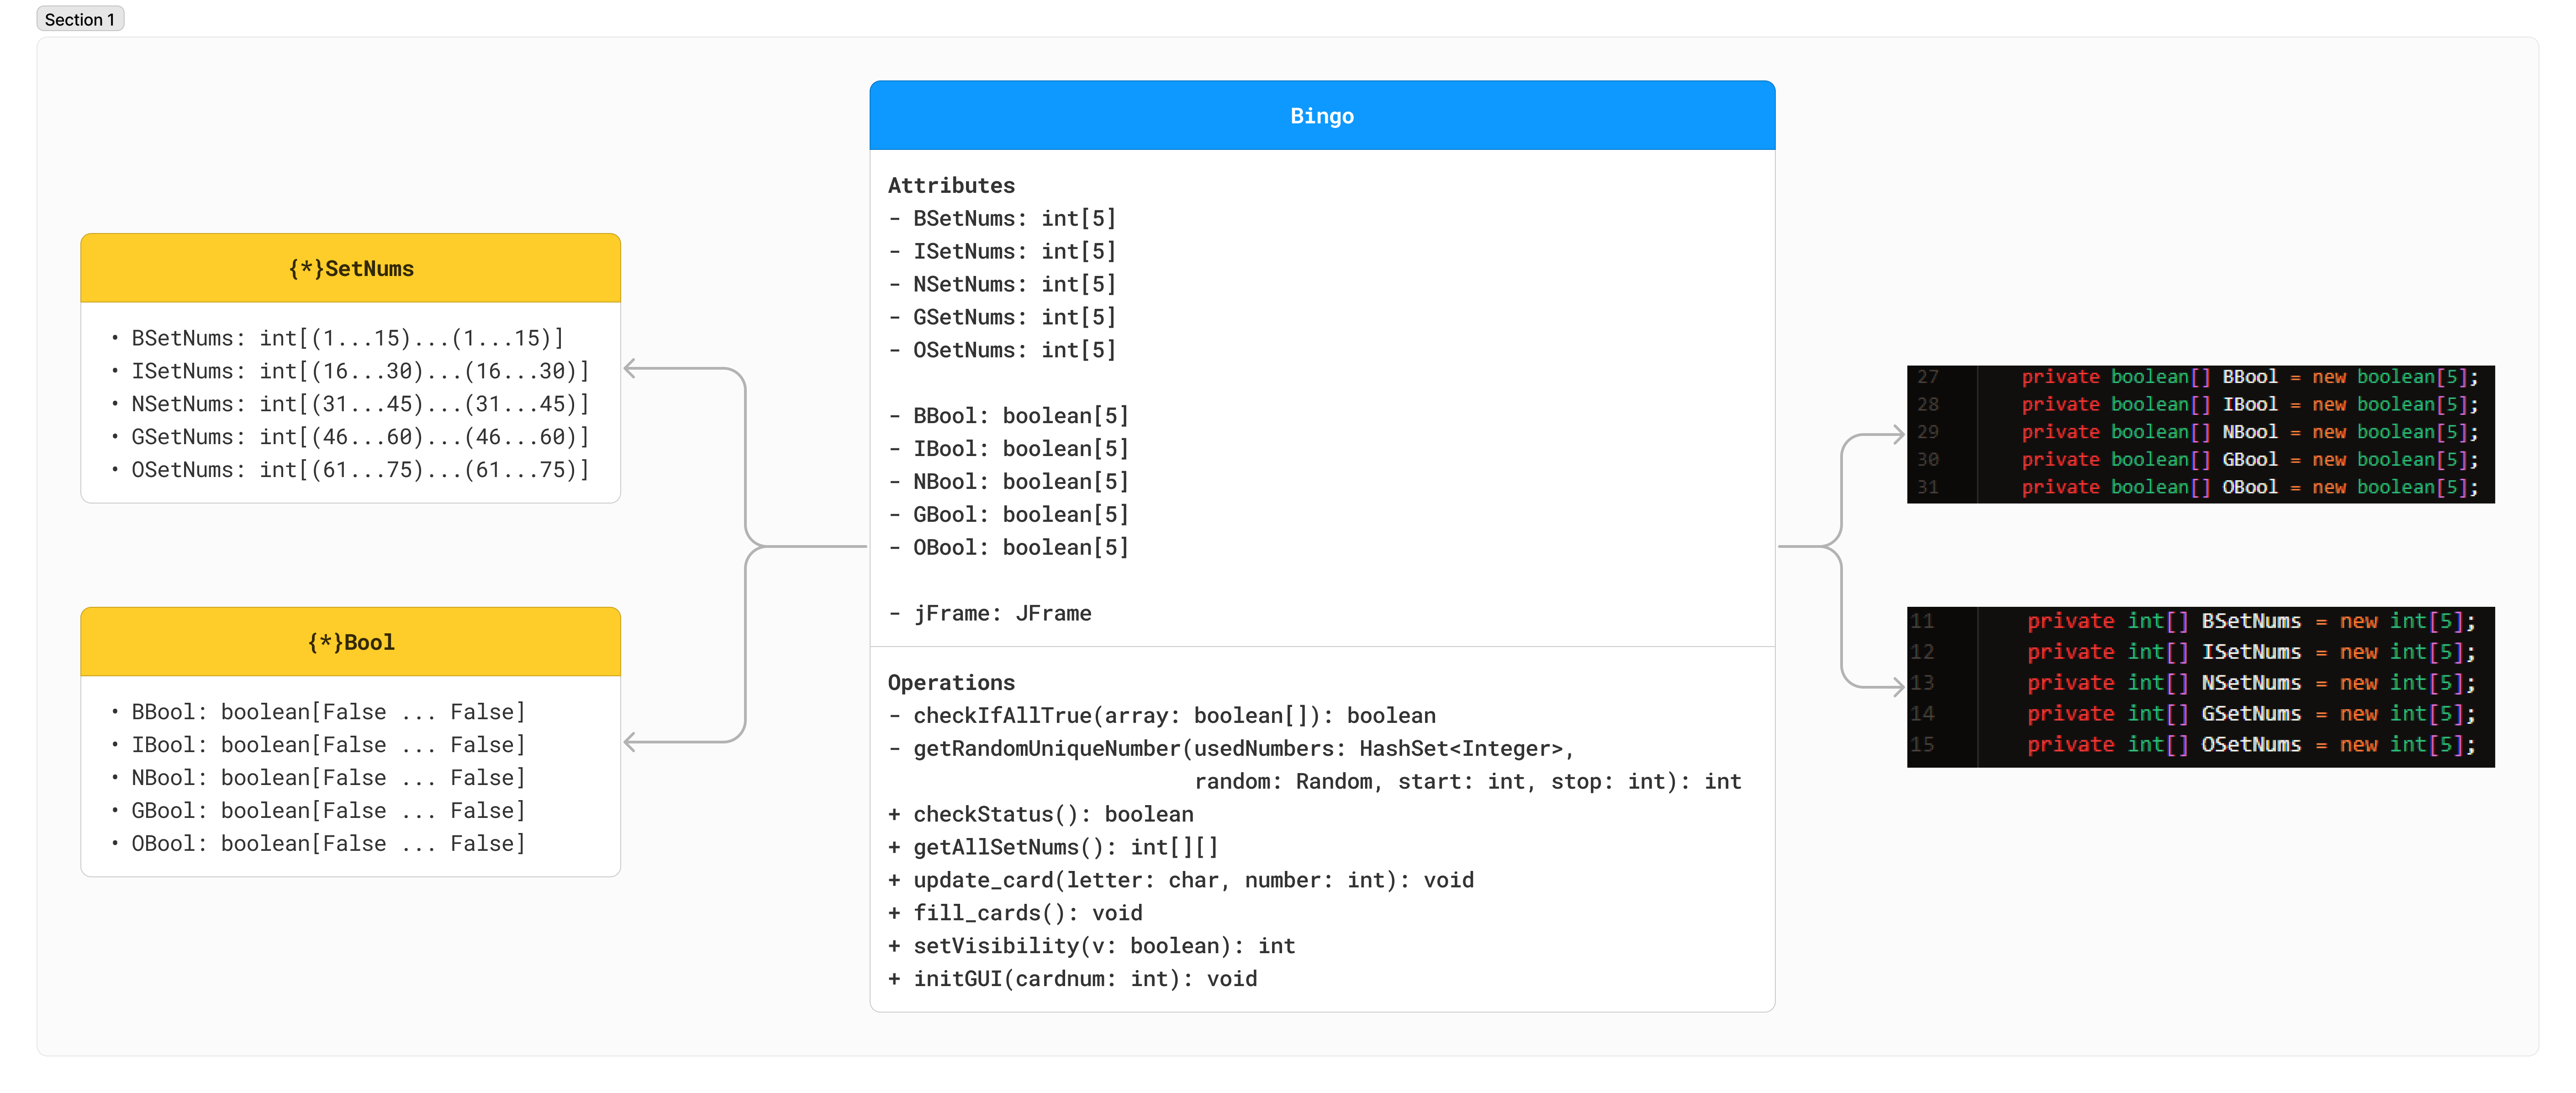 Section 1
{*}SetNums
• BSetNums: int[(1...15)...(1...15)]
• ISetNums: int[(16...30)...(16...30)]
• NSetNums: int[(31...45)...(31...45)]
• GSetNums: int[(46...60)...(46...60)]
• OSetNums: int[(61...75)...(61...75)]
{*}Bool
• BBool: boolean[False ... False]
• IBool: boolean[False ... False]
• NBool: boolean[False ... False]
• GBool: boolean[False ... False]
• OBool: boolean[False ... False]
Bingo
Attributes
- BSetNums: int[5]
- ISetNums: int[5]
- NSetNums: int[5]
- GSetNums: int[5]
- OSetNums: int[5]
- BBool: boolean[5]
- IBool: boolean[5]
- NBool: boolean[5]
- GBool: boolean[5]
- OBool: boolean[5]
- jFrame: JFrame
Operations
- checkIfAllTrue(array: boolean[]): boolean
- getRandomUniqueNumber(usedNumbers: HashSet<Integer>,
random: Random, start: int, stop: int): int
+ checkStatus(): boolean
+ getAllSetNums(): int[][]
+ update_card(letter: char, number: int): void
+ fill_cards(): void
+ setVisibility(v: boolean): int
+ initGUI(cardnum: int): void
27 private boolean[] BBool = new boolean[5];
28 private boolean[] IBool = new boolean[5];
29 private boolean[] NBool = new boolean[5];
30 private boolean[] GBool = new boolean[5];
31 private boolean[] OBool = new boolean[5];
11 private int[] BSetNums = new int[5];
12 private int[] ISetNums = new int[5];
13 private int[] NSetNums = new int[5];
14 private int[] GSetNums = new int[5];
15 private int[] OSetNums = new int[5];